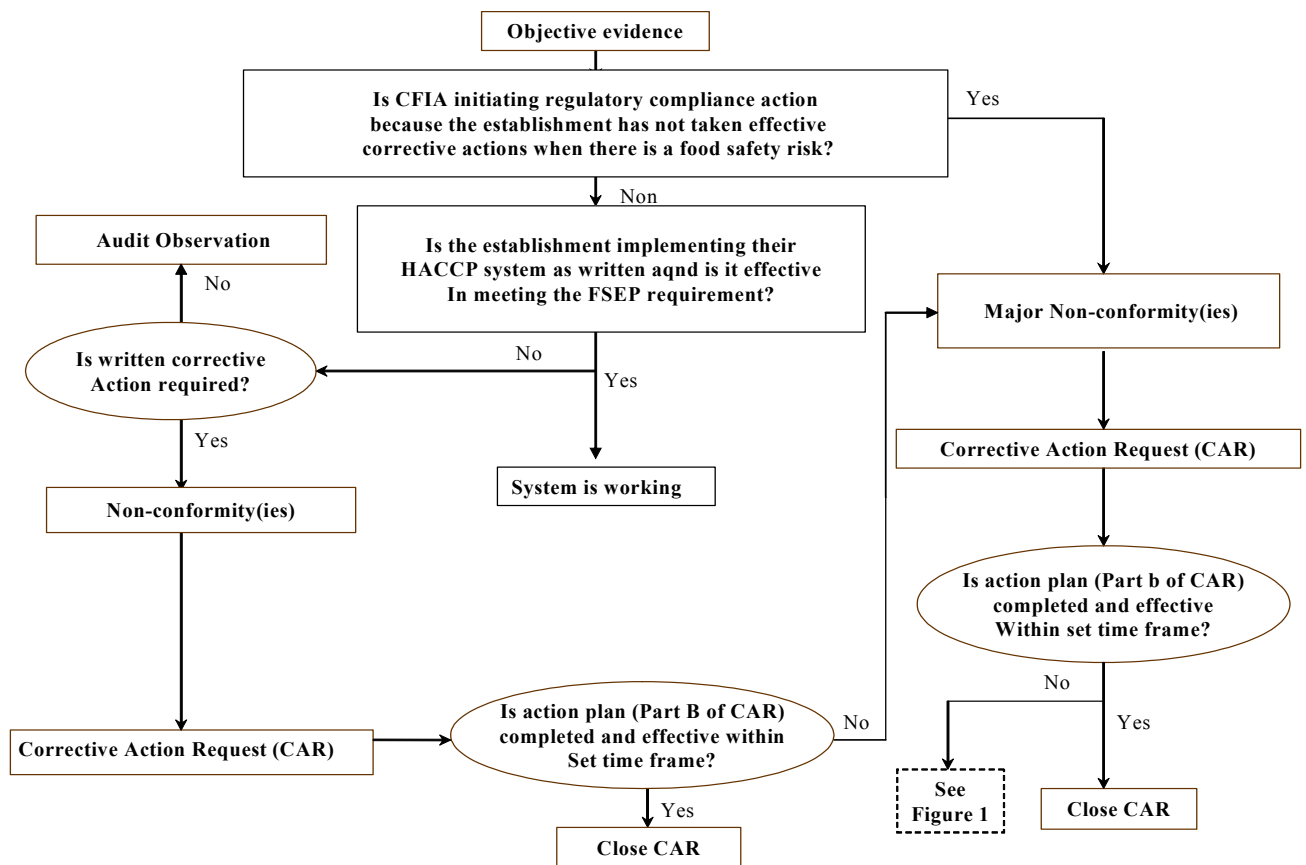 Objective evidence
Is CFIA initiating regulatory compliance action
because the establishment has not taken effective
corrective actions when there is a food safety risk?
Yes
Non
Audit Observation
Is the establishment implementing their
HACCP system as written aqnd is it effective
In meeting the FSEP requirement?
No
Major Non-conformity(ies)
Is written corrective
Action required?
No
Yes
Yes
Corrective Action Request (CAR)
System is working
Non-conformity(ies)
Is action plan (Part b of CAR)
completed and effective
Within set time frame?
No
Yes
Corrective Action Request (CAR)
Is action plan (Part B of CAR)
completed and effective within
Set time frame?
No
Yes
See
Figure 1
Close CAR
Close CAR